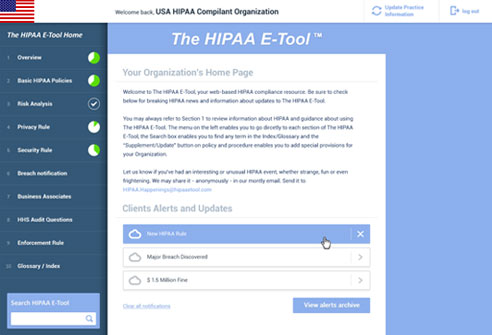 Welcome back, USA HIPAA Compilant Organization
Update Practice
Information
log out
The HIPAA E-Tool Home
1 Overview
2 Basic HIPAA Policies
3 Risk Analysis
4 Privacy Rule
5 Security Rule
6 Breach notification
7 Business Associates
8 HHS Audit Questions
9 Enforcement Rule
10 Glossary / Index
Search HIPAA E-Tool
The HIPAA E-Tool ™
Your Organization's Home Page
Welcome to The HIPAA E-Tool, your web-based HIPAA compliance resource. Be sure to check
below for breaking HIPAA news and information about updates to The HIPAA E-Tool.
You may always refer to Section 1 to review information about HIPAA and guidance about using
The HIPAA E-Tool. The menu on the left enables you to go directly to each section of The HIPAA
E-Tool; the Search box enables you to find any term in the Index/Glossary and the
"Supplement/Update" button on policy and procedure enables you to add special provisions for
your Organization.
Let us know if you've had an interesting or unusual HIPAA event, whether strange, fun or even
frightening. We may share it - anonymously - in our montly email. Send it to
HIPAA.Happenings@hipaaetool.com
Clients Alerts and Updates
New HIPAA Rule
Major Breach Discovered
$ 1.5 Million Fine
Clear all notifications
View alerts archive